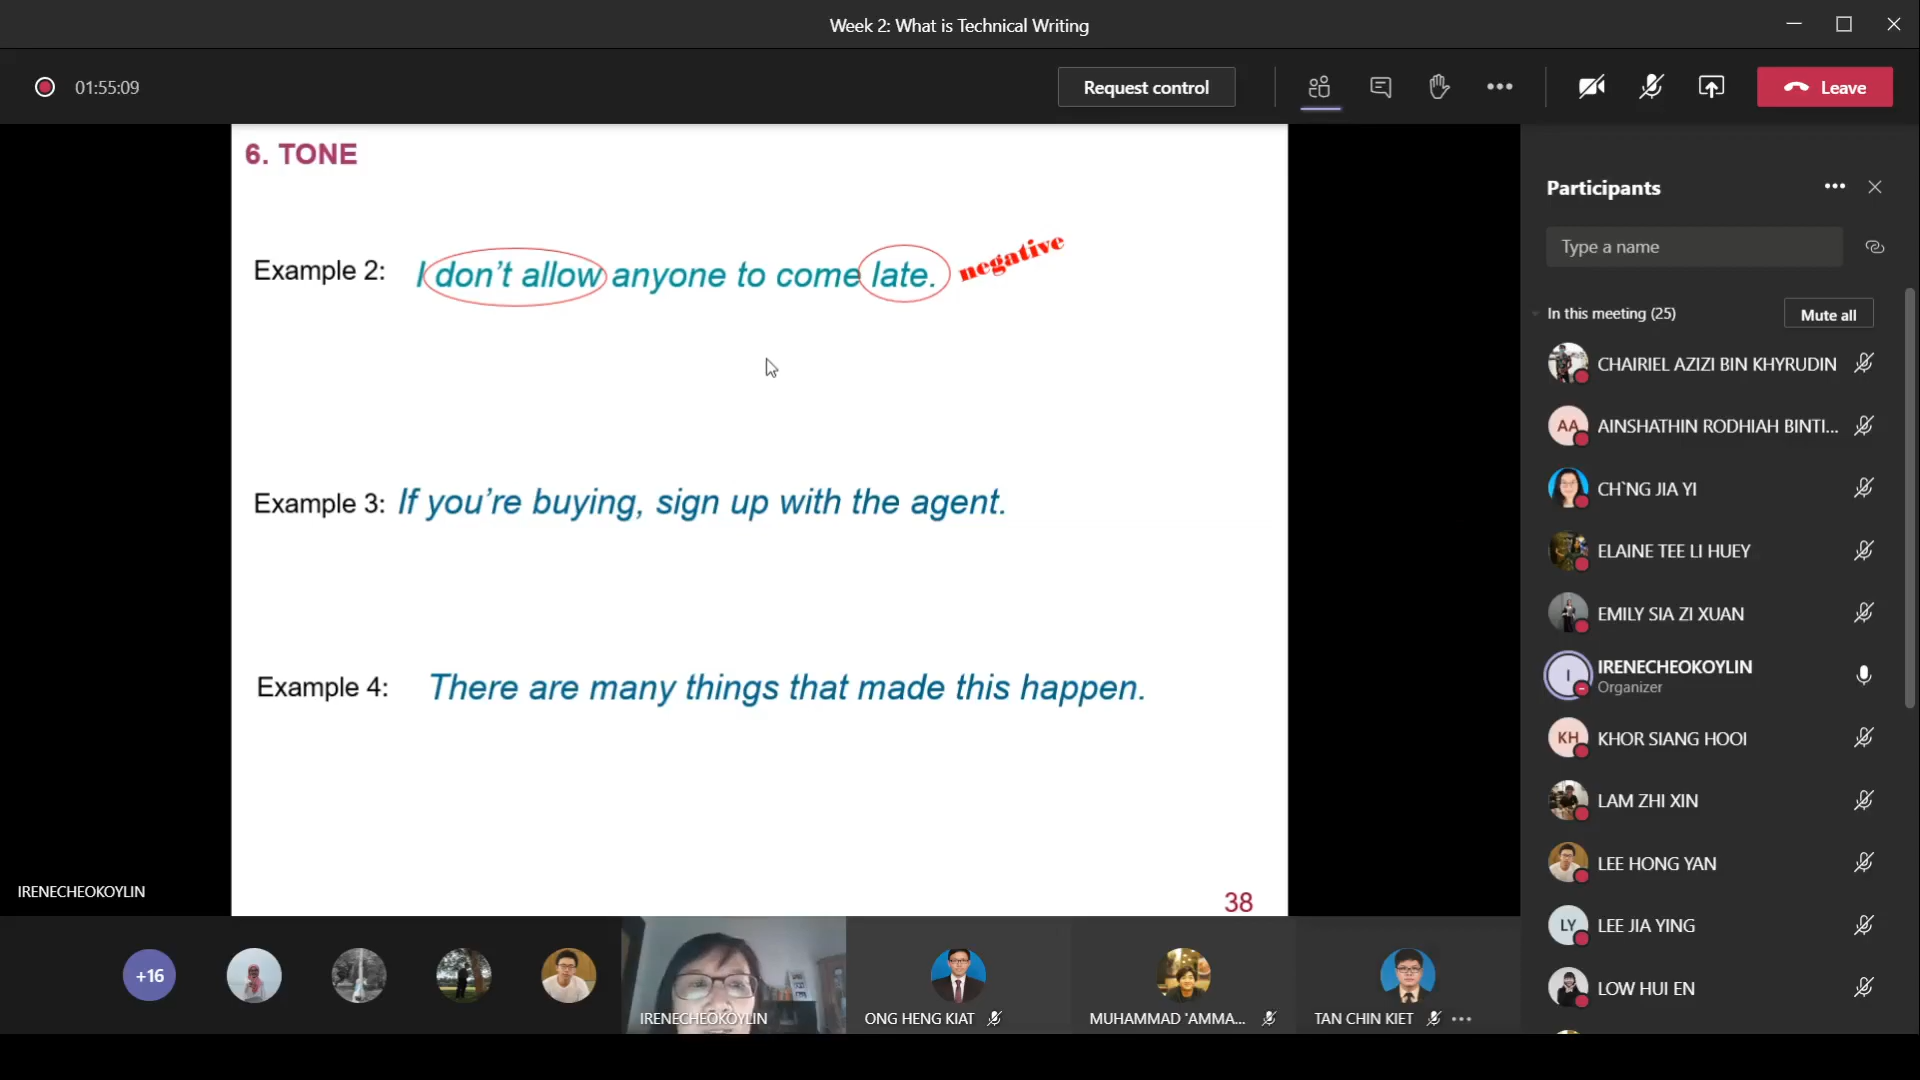 Week 2: What is Technical Writing
01:55:09
Request control
Leave
6. TONE
Example 2: I don't allow anyone to come late. negative
Example 3: If you're buying, sign up with the agent.
Example 4: There are many things that made this happen.
38
IRENECHEOKOYLIN
Participants
Type a name
In this meeting (25)
Mute all
CHAIRIEL AZIZI BIN KHYRUDIN
AA AINSHATHIN RODHIAH BINTI...
CH`NG JIA YI
ELAINE TEE LI HUEY
EMILY SIA ZI XUAN
I IRENECHEOKOYLIN
Organizer
KH KHOR SIANG HOOI
LAM ZHI XIN
LEE HONG YAN
LY LEE JIA YING
LOW HUI EN
+16
IRENECHEOKOYLIN
ONG HENG KIAT
MUHAMMAD 'AMMA...
TAN CHIN KIET